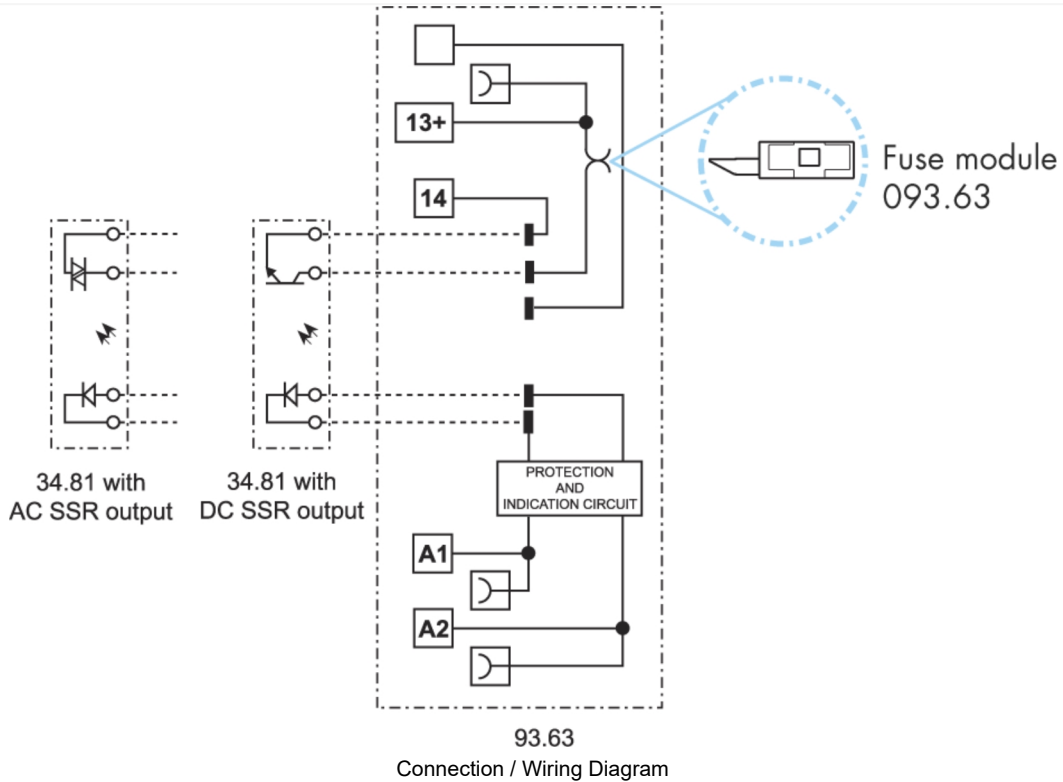 13+
14
Fuse module
093.63
34.81 with
AC SSR output
34.81 with
DC SSR output
PROTECTION
AND
INDICATION CIRCUIT
A1
A2
93.63
Connection / Wiring Diagram